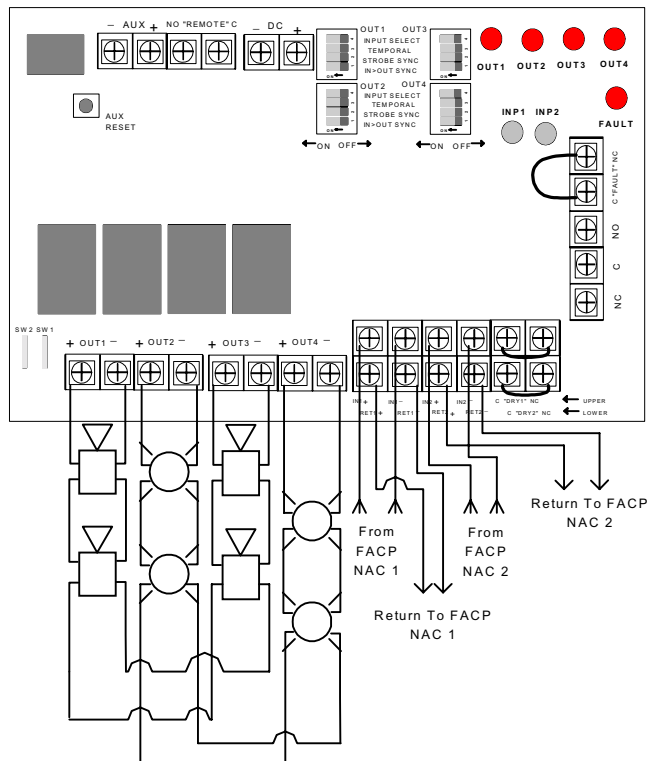 − AUX + NO "REMOTE" C − DC +
OUT1 OUT3
INPUT SELECT
TEMPORAL
STROBE SYNC
IN>OUT SYNC
ON ON
OUT2 OUT4
INPUT SELECT
TEMPORAL
STROBE SYNC
IN>OUT SYNC
ON ON
ON OFF ON OFF
OUT1 OUT2 OUT3 OUT4
FAULT
INP1 INP2
AUX
RESET
C "FAULT" NC
NO
C
NC
SW2 SW1
+ OUT1 − + OUT2 − + OUT3 − + OUT4 −
IN1 + IN1 − IN2 + IN2 − C "DRY1" NC UPPER
RET1 + RET1 − RET2 + RET2 − C "DRY2" NC LOWER
From
FACP
NAC 1
From
FACP
NAC 2
Return To FACP
NAC 2
Return To FACP
NAC 1